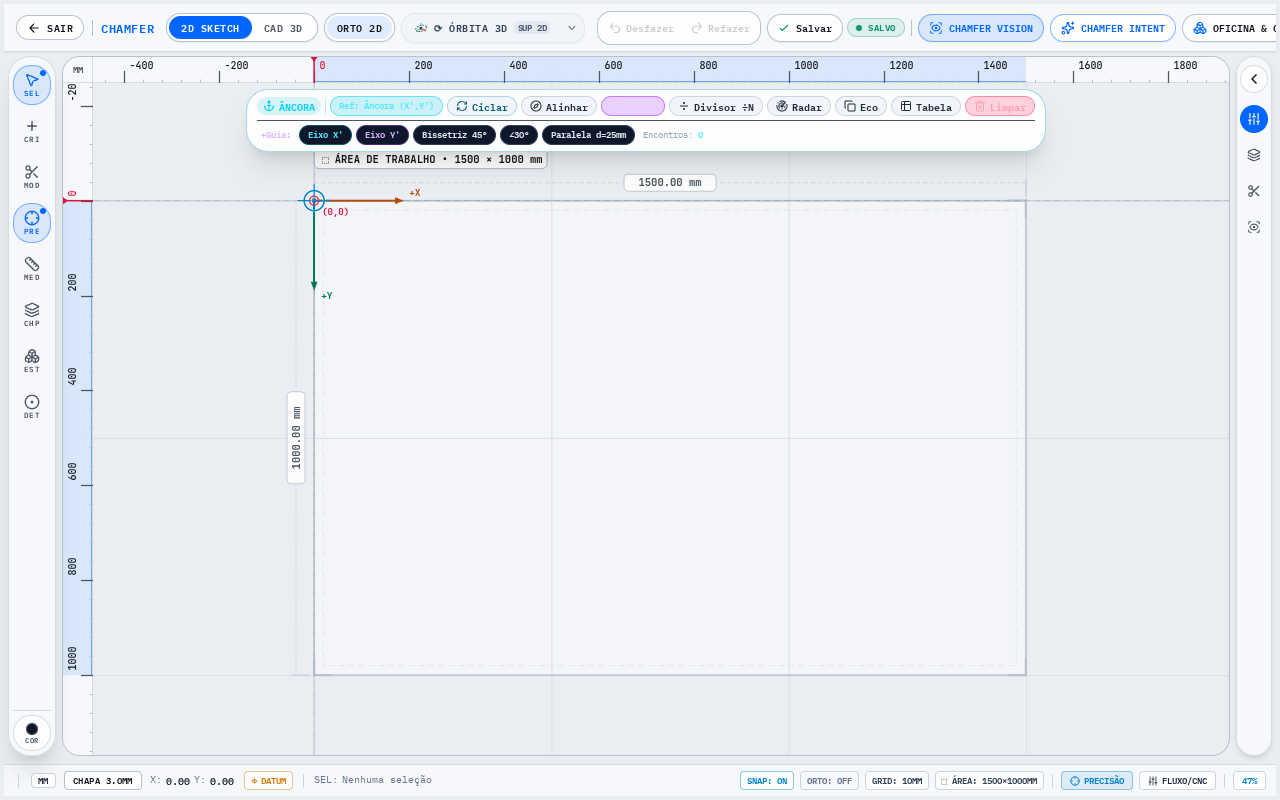 SAIR
CHAMFER
2D SKETCH
CAD 3D
ORTO 2D
ÓRBITA 3D
SUP 2D
Desfazer
Refazer
Salvar
SALVO
CHAMFER VISION
CHAMFER INTENT
OFICINA &
MM
-400
-200
0
200
400
600
800
1000
1200
1400
1600
1800
SEL
CRI
MOD
PRE
MED
CHP
EST
DET
COR
-20
0
200
400
600
800
1000
ÂNCORA
Ref: Âncora (X',Y')
Ciclar
Alinhar
Divisor ÷N
Radar
Eco
Tabela
Limpar
+Guia:
Eixo X'
Eixo Y'
Bissetriz 45°
∠30°
Paralela d=25mm
Encontros: 0
ÁREA DE TRABALHO • 1500 × 1000 mm
1500.00 mm
+X
(0,0)
+Y
1000.00 mm
MM
CHAPA 3.0MM
X: 0.00 Y: 0.00
DATUM
SEL: Nenhuma seleção
SNAP: ON
ORTO: OFF
GRID: 10MM
ÁREA: 1500×1000MM
PRECISÃO
FLUXO/CNC
47%